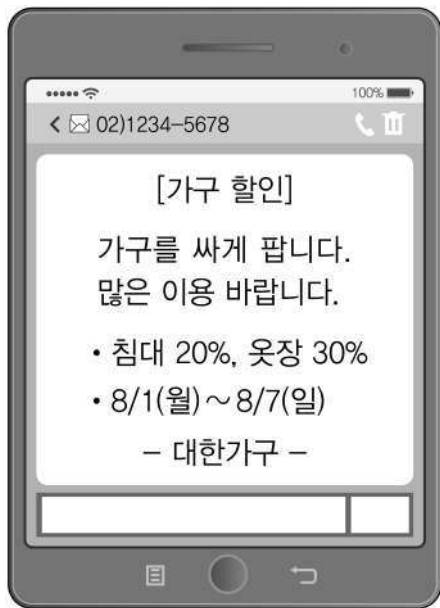 100%
< 02)1234-5678
[가구 할인]
가구를 싸게 팝니다.
많은 이용 바랍니다.
• 침대 20%, 옷장 30%
• 8/1(월)~8/7(일)
- 대한가구 -